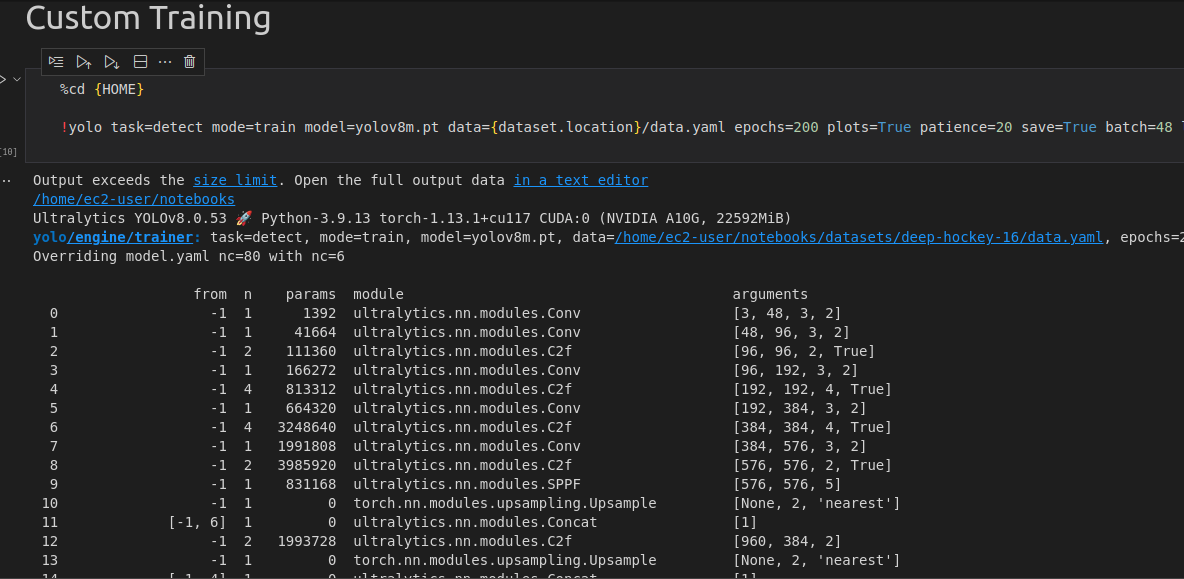 Custom Training
%cd {HOME}
!yolo task=detect mode=train model=yolov8m.pt data={dataset.location}/data.yaml epochs=200 plots=True patience=20 save=True batch=48
[10]
Output exceeds the size limit. Open the full output data in a text editor
/home/ec2-user/notebooks
Ultralytics YOLOv8.0.53 🚀 Python-3.9.13 torch-1.13.1+cu117 CUDA:0 (NVIDIA A10G, 22592MiB)
yolo/engine/trainer: task=detect, mode=train, model=yolov8m.pt, data=/home/ec2-user/notebooks/datasets/deep-hockey-16/data.yaml, epochs=2
Overriding model.yaml nc=80 with nc=6
from n params module arguments
0 -1 1 1392 ultralytics.nn.modules.Conv [3, 48, 3, 2]
1 -1 1 41664 ultralytics.nn.modules.Conv [48, 96, 3, 2]
2 -1 2 111360 ultralytics.nn.modules.C2f [96, 96, 2, True]
3 -1 1 166272 ultralytics.nn.modules.Conv [96, 192, 3, 2]
4 -1 4 813312 ultralytics.nn.modules.C2f [192, 192, 4, True]
5 -1 1 664320 ultralytics.nn.modules.Conv [192, 384, 3, 2]
6 -1 4 3248640 ultralytics.nn.modules.C2f [384, 384, 4, True]
7 -1 1 1991808 ultralytics.nn.modules.Conv [384, 576, 3, 2]
8 -1 2 3985920 ultralytics.nn.modules.C2f [576, 576, 2, True]
9 -1 1 831168 ultralytics.nn.modules.SPPF [576, 576, 5]
10 -1 1 0 torch.nn.modules.upsampling.Upsample [None, 2, 'nearest']
11 [-1, 6] 1 0 ultralytics.nn.modules.Concat [1]
12 -1 2 1993728 ultralytics.nn.modules.C2f [960, 384, 2]
13 -1 1 0 torch.nn.modules.upsampling.Upsample [None, 2, 'nearest']
14 [-1, 4] 1 0 ultralytics.nn.modules.Concat [1]